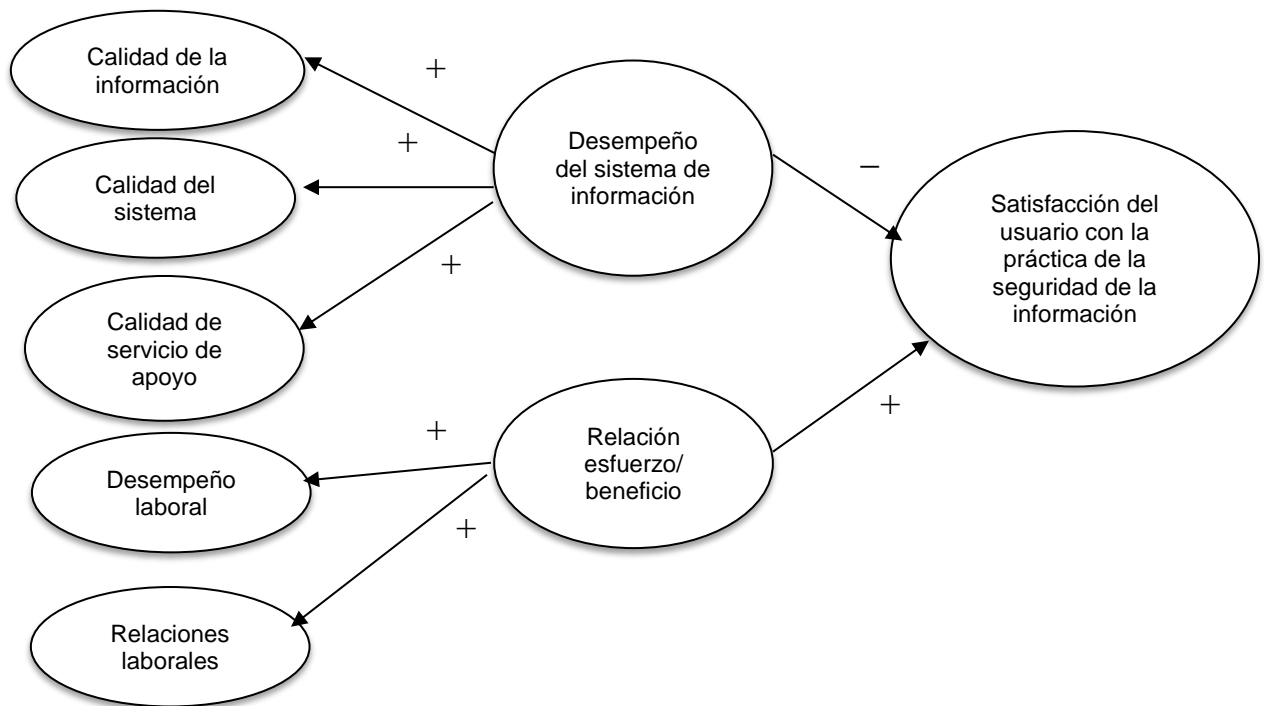 Calidad de la
información
+
Desempeño
del sistema de
información
+
Calidad del
sistema
−
Satisfacción del
usuario con la
práctica de la
seguridad de la
información
+
Calidad de
servicio de
apoyo
+
+
Relación
esfuerzo/
beneficio
Desempeño
laboral
+
Relaciones
laborales